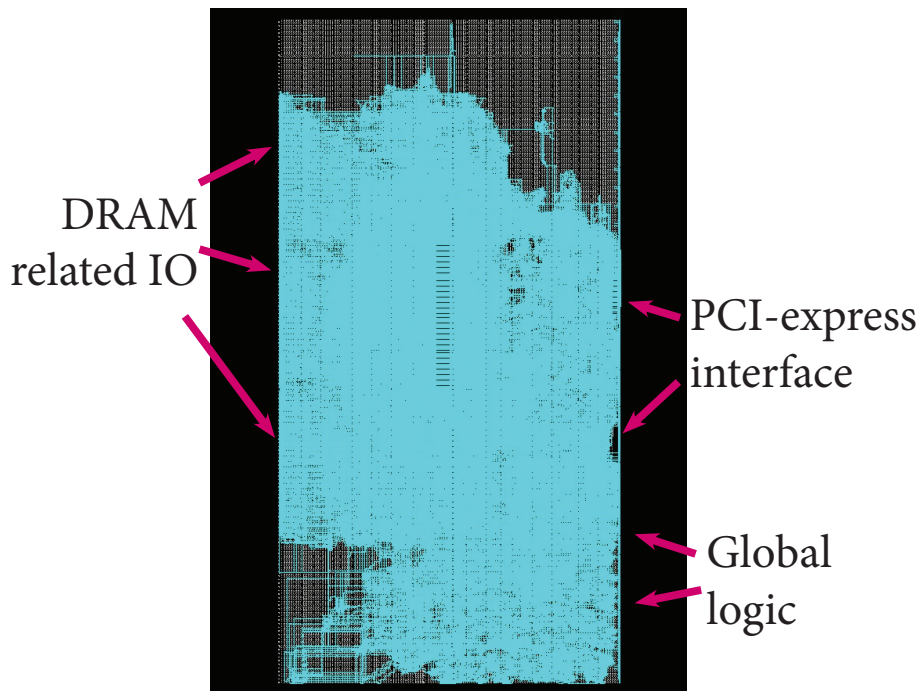 DRAM
related IO
PCI-express
interface
Global
logic